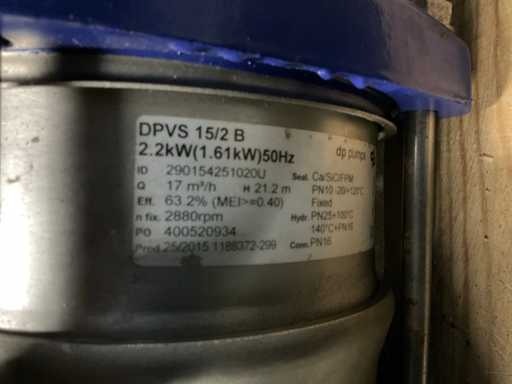 DPVS 15/2 B
2.2kW(1.61kW)50Hz
dp pumps
ID 290154251020U
Q 17 m³/h H 21.2 m
Eff. 63.2% (MEI>=0.40)
n fix. 2880rpm
PO 400520934
Prod. 25/2015 1188372-299
Seal. Ca/SiC/FPM
PN10 -20/+120°C
Fixed
Hydr. PN25+100°C
140°C+PN16
Conn. PN16